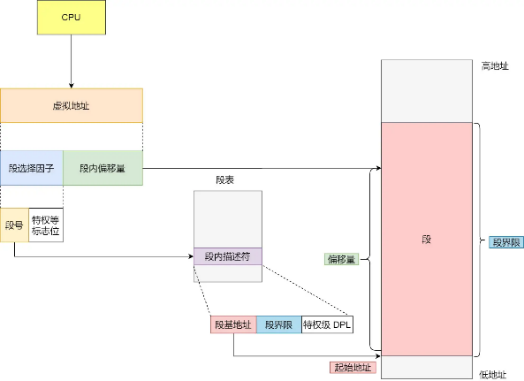 CPU
高地址
虚拟地址
段选择因子
段内偏移量
段表
段号
特权等
标志位
段
段界限
段内描述符
偏移量
段基地址
段界限
特权级 DPL
起始地址
低地址